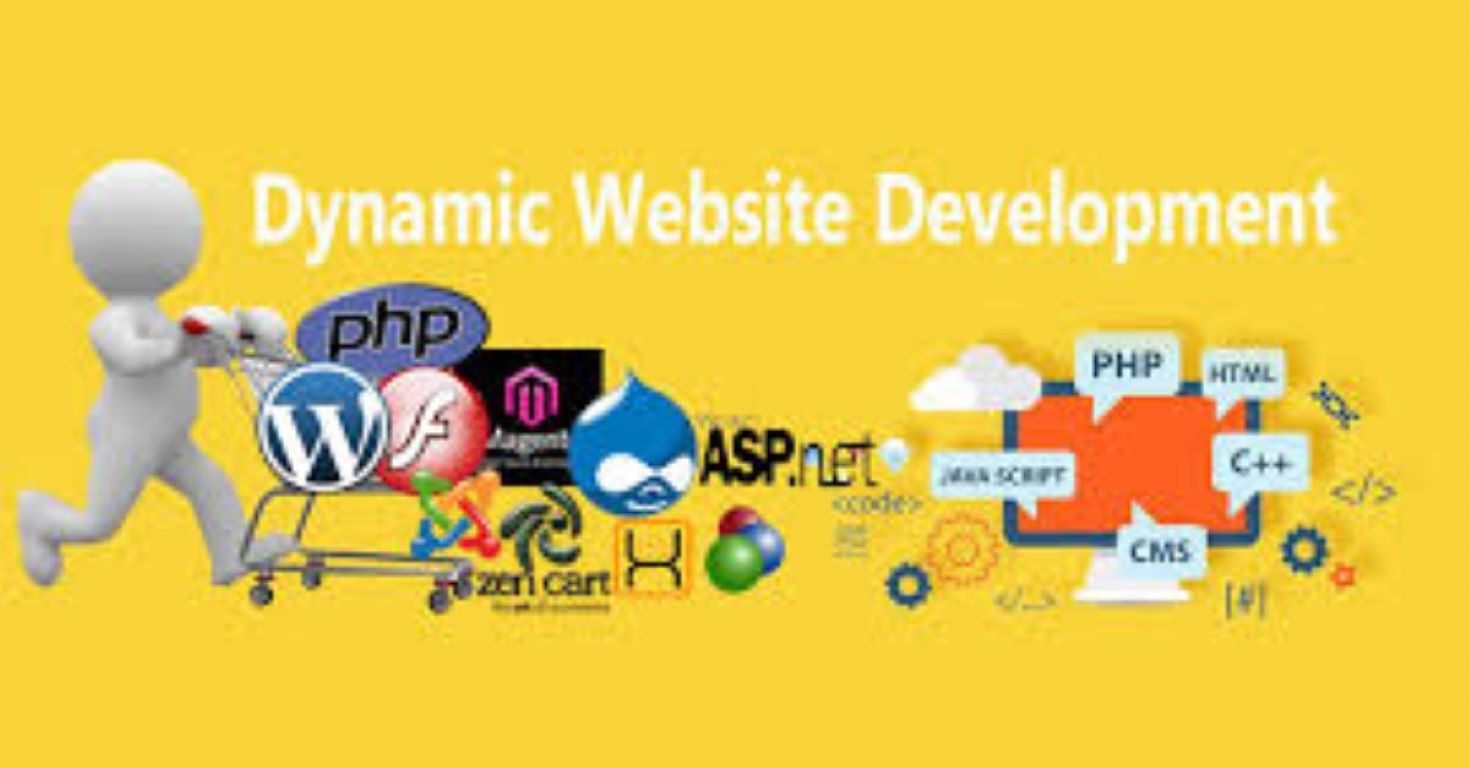 Dynamic Website Development
php
W
f
Magento
ASP.net
zen cart
PHP
HTML
JAVA SCRIPT
C++
CMS
<code>
</>
</...>
[#]